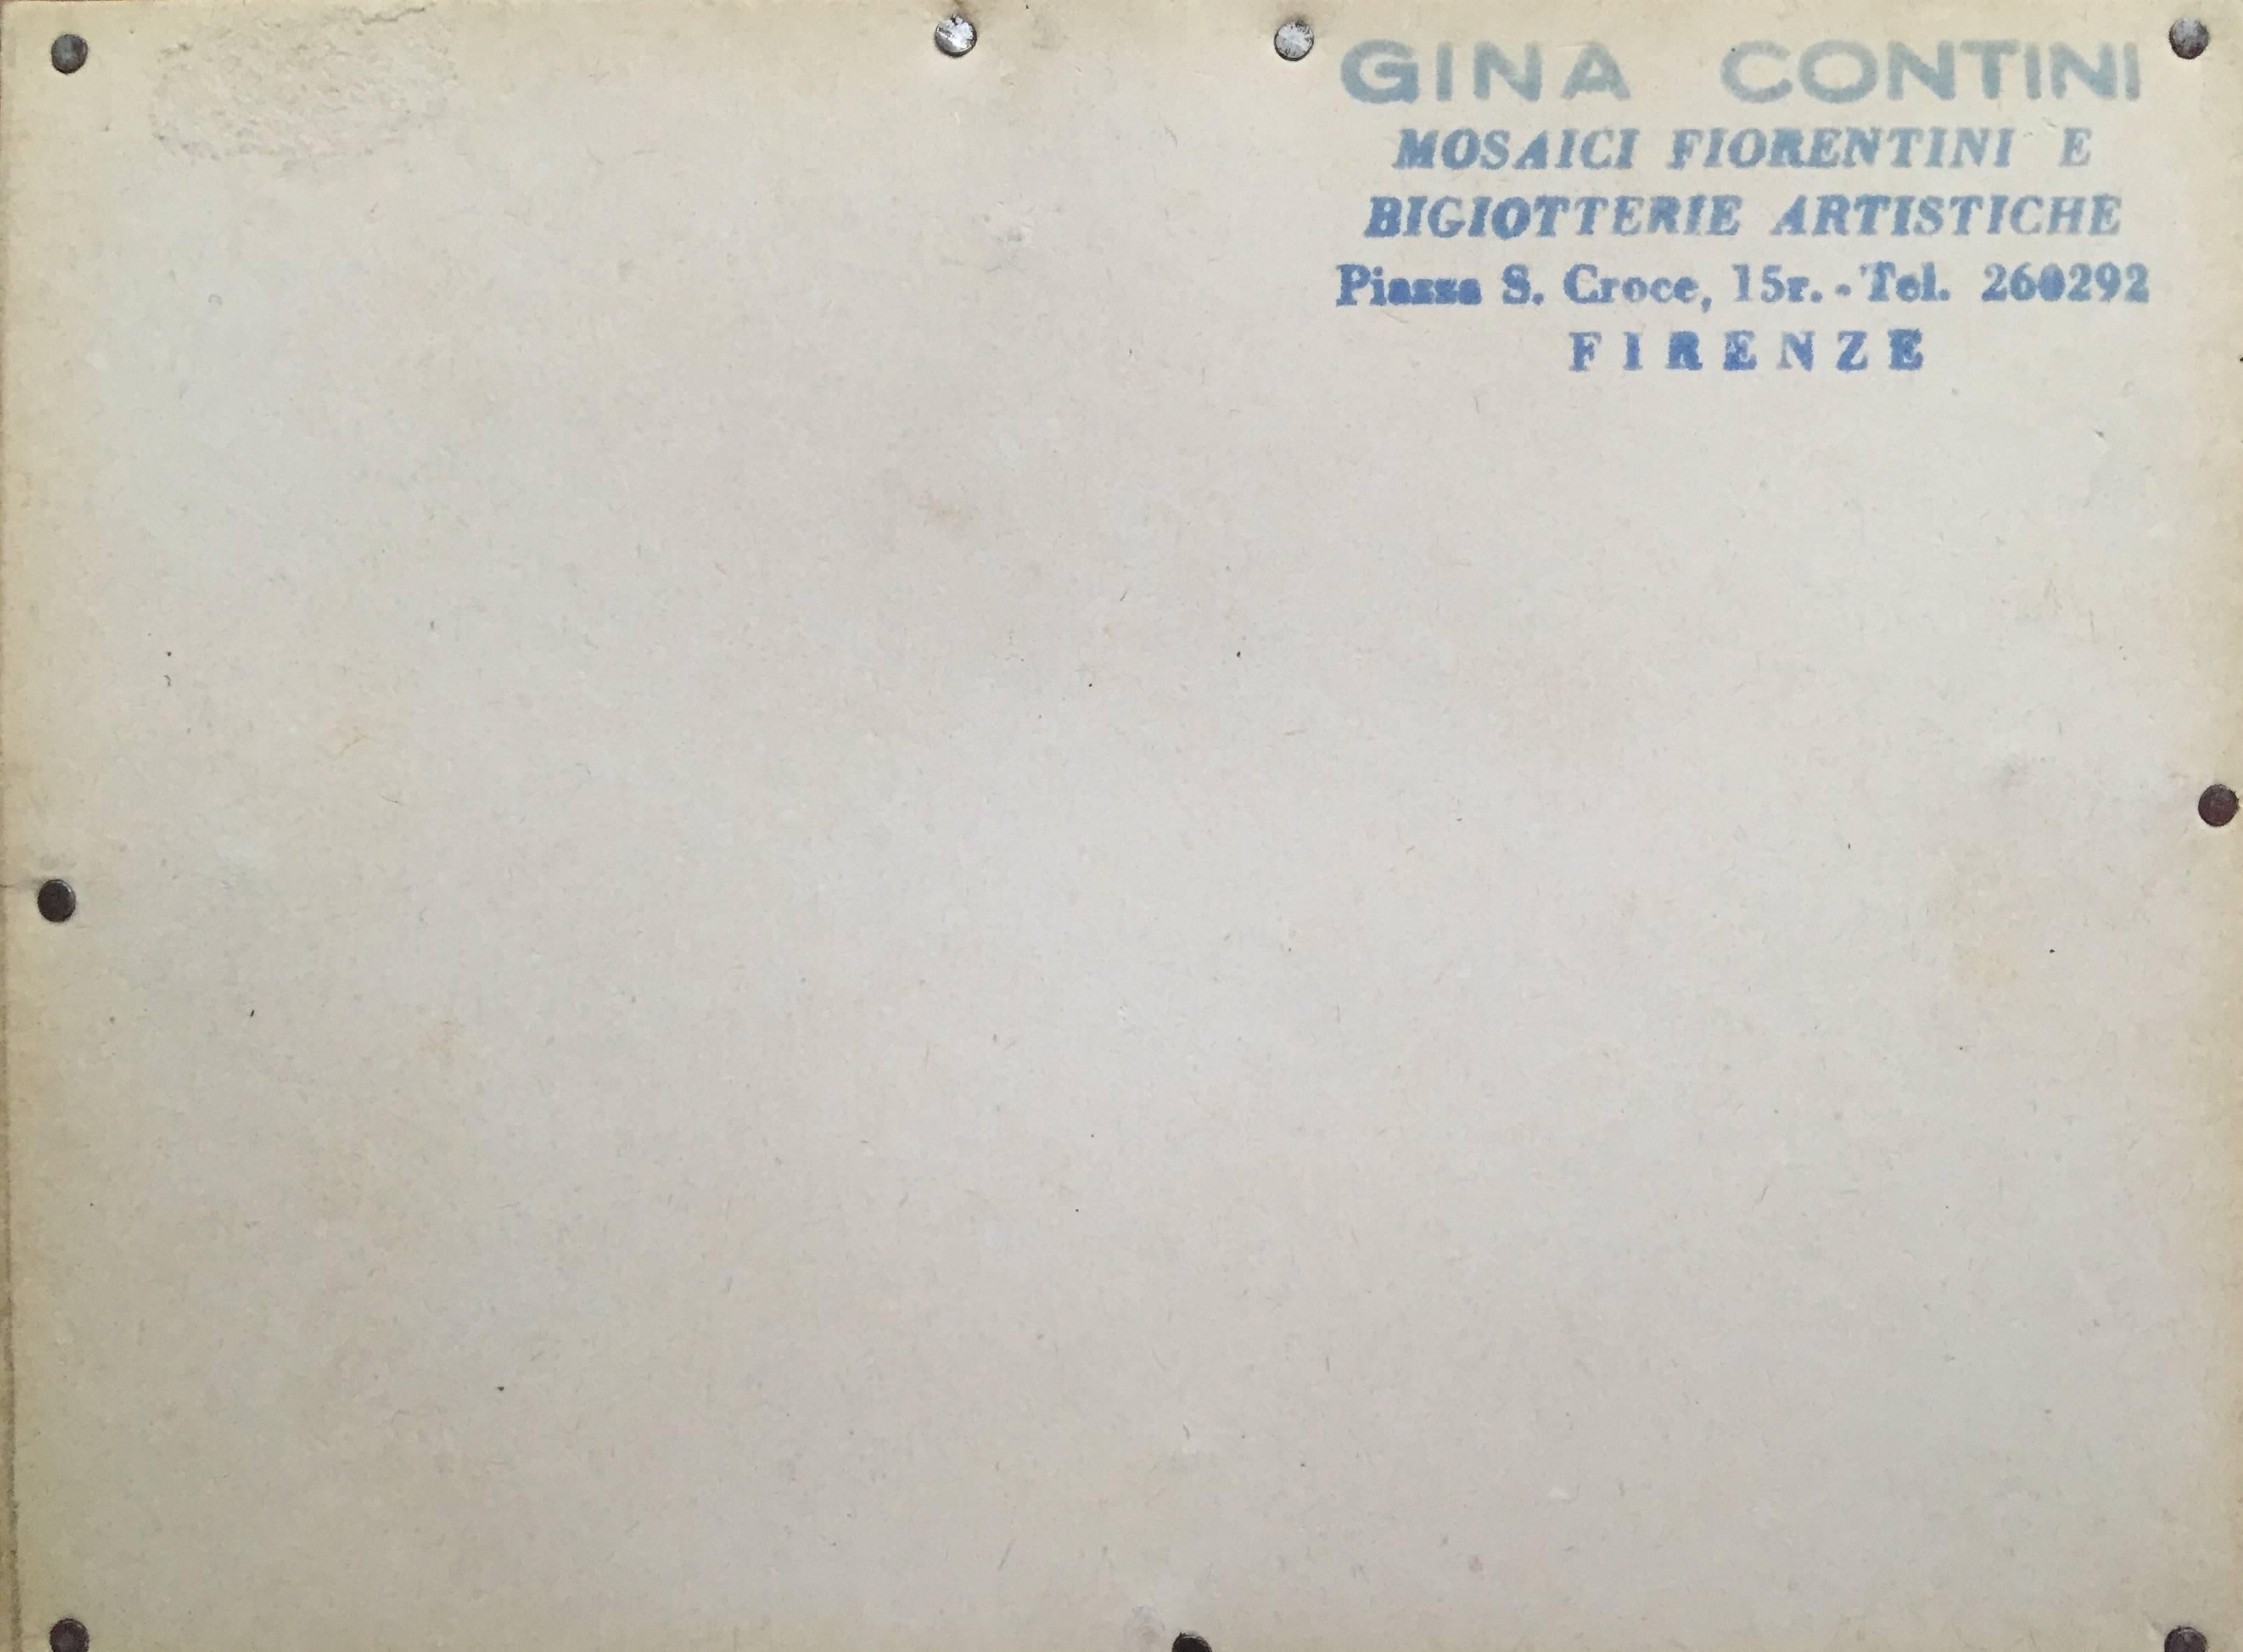 GINA CONTINI
MOSAICI FIORENTINI E
BIGIOTTERIE ARTISTICHE
Piazza S. Croce, 15r. - Tel. 260292
FIRENZE